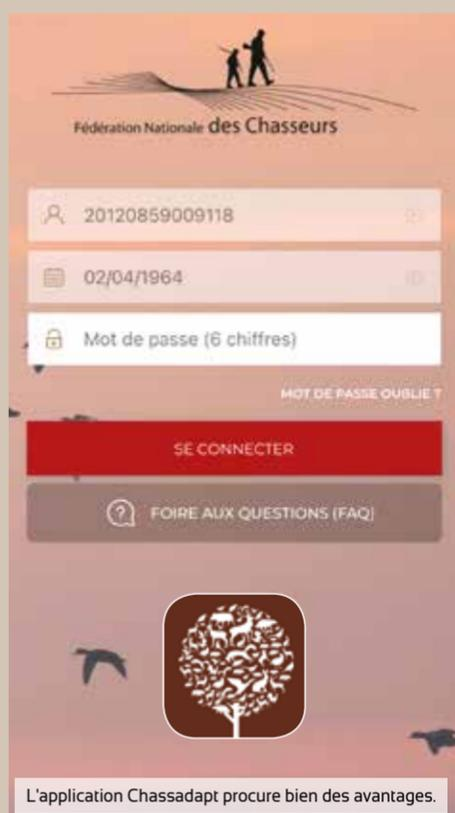 Fédération Nationale des Chasseurs
20120859009118
02/04/1964
Mot de passe (6 chiffres)
MOT DE PASSE OUBLIE ?
SE CONNECTER
FOIRE AUX QUESTIONS (FAQ)
L'application Chassadapt procure bien des avantages.